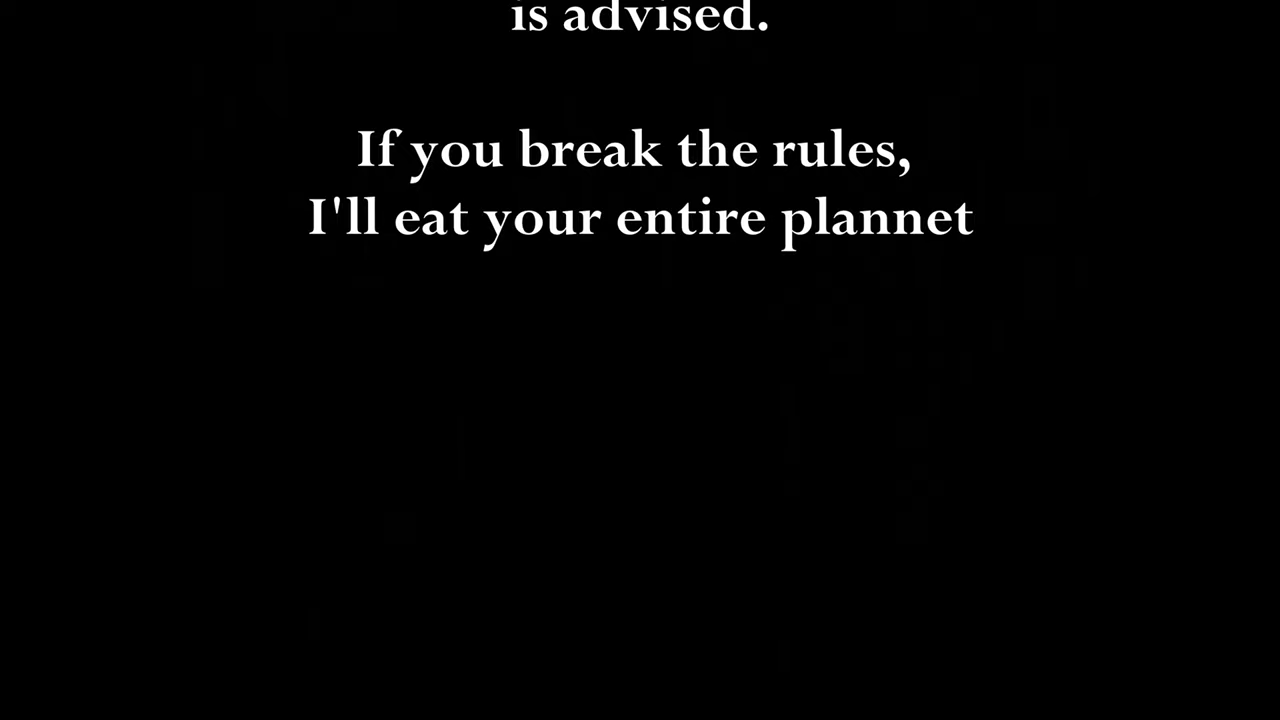 is advised.
If you break the rules,
I'll eat your entire plannet